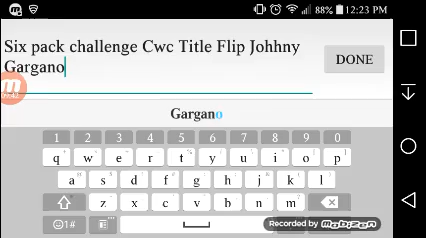 88% 12:23 PM
Six pack challenge Cwc Title Flip Johhny
Gargano
DONE
Gargano
1 2 3 4 5 6 7 8 9 0
q w e r t y u i o p
a s d f g h j k l
z x c v b n m
1#
Recorded by mobizen